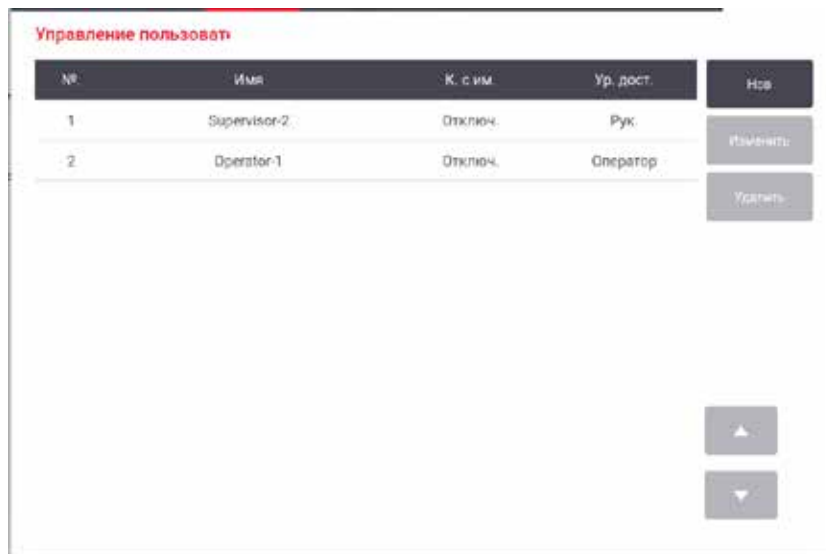 Управление пользоват
№ Имя К. с им. Ур. дост. Нов
1 Supervisor-2 Отключ. Рук
2 Operator-1 Отключ. Оператор
Изменить
Удалить